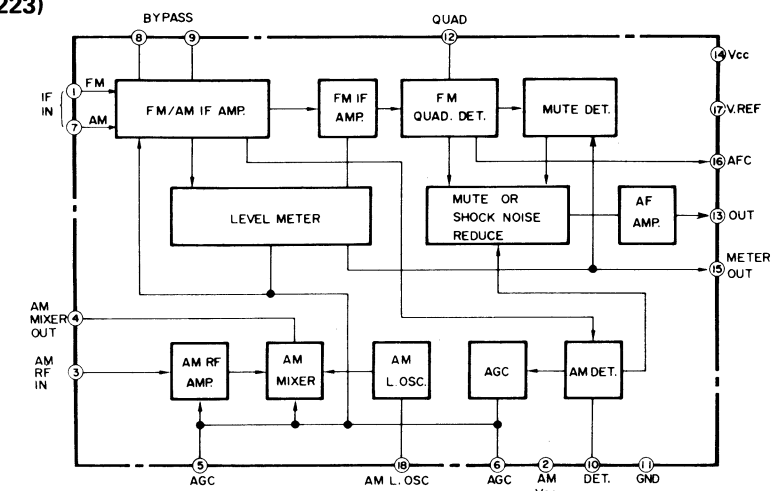 223)
BYPASS
QUAD
8
9
12
14 Vcc
1 FM
IF
IN
7 AM
FM/AM IF AMP.
FM IF
AMP.
FM
QUAD. DET.
MUTE DET.
17 V.REF
16 AFC
LEVEL METER
MUTE OR
SHOCK NOISE
REDUCE
AF
AMP.
13 OUT
15 METER
OUT
AM
MIXER
OUT
4
AM
RF
IN
3
AM RF
AMP.
AM
MIXER
AM
L.OSC.
AGC
AM DET.
5
18
6
2
10
11
AGC
AM L.OSC
AGC
AM
DET.
GND